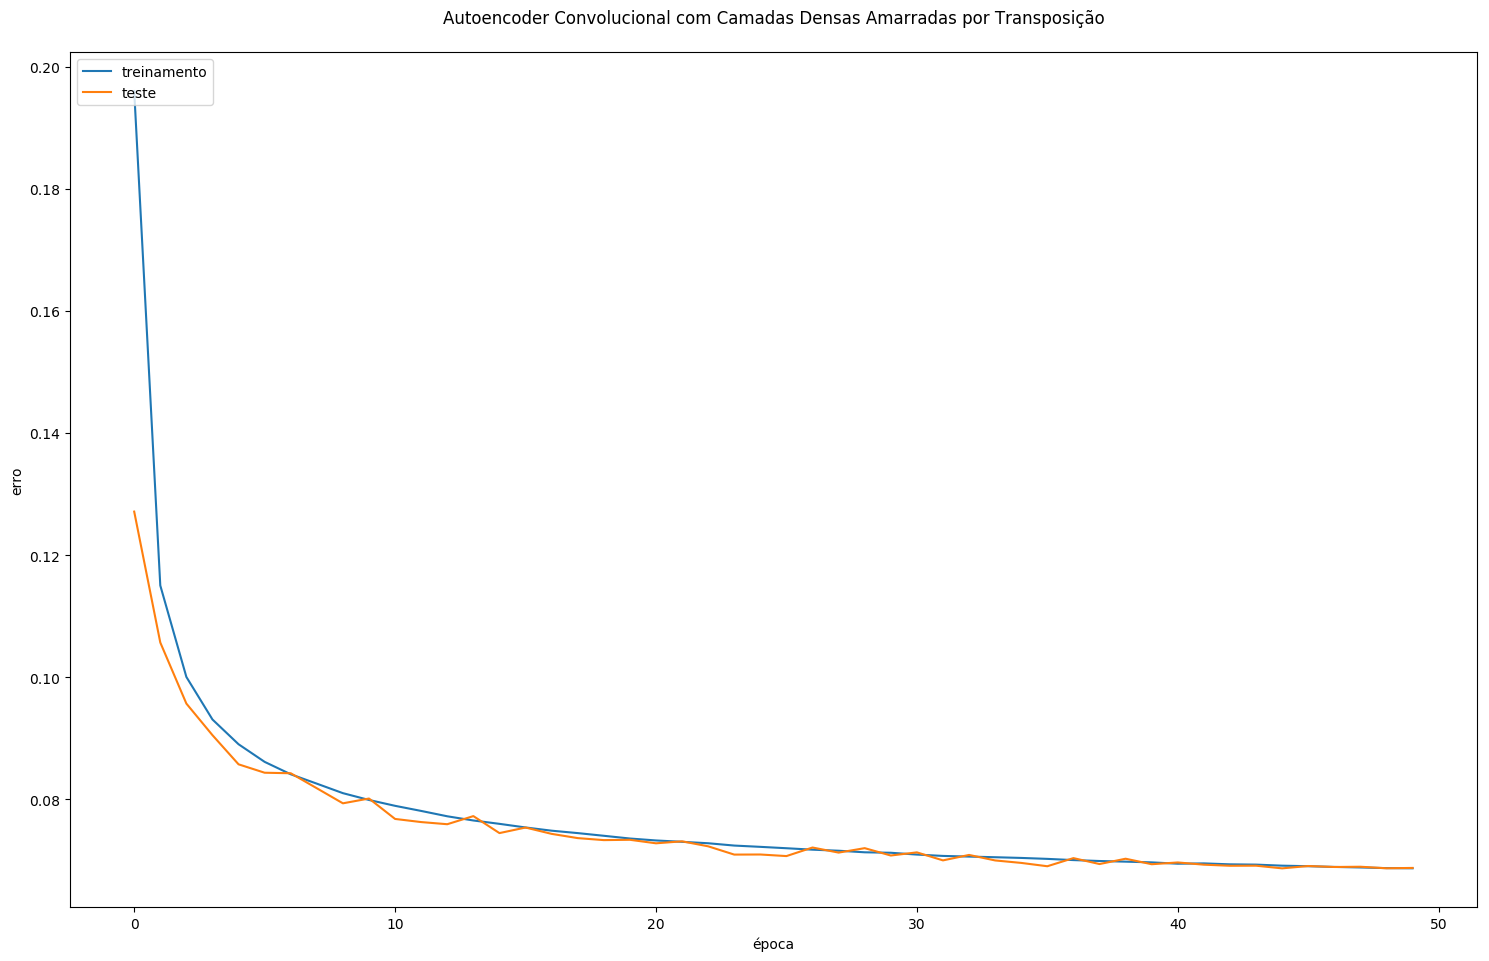 Autoencoder Convolucional com Camadas Densas Amarradas por Transposição
treinamento
teste
0.20
0.18
0.16
0.14
0.12
0.10
0.08
erro
0
10
20
30
40
50
época